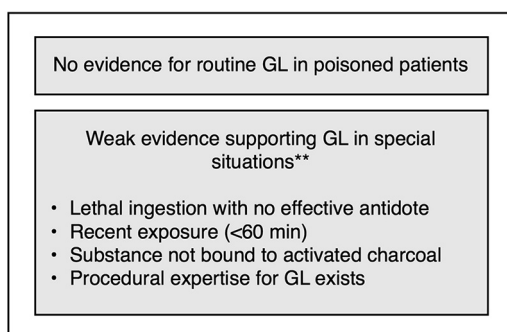 No evidence for routine GL in poisoned patients
Weak evidence supporting GL in special
situations**
• Lethal ingestion with no effective antidote
• Recent exposure (<60 min)
• Substance not bound to activated charcoal
• Procedural expertise for GL exists